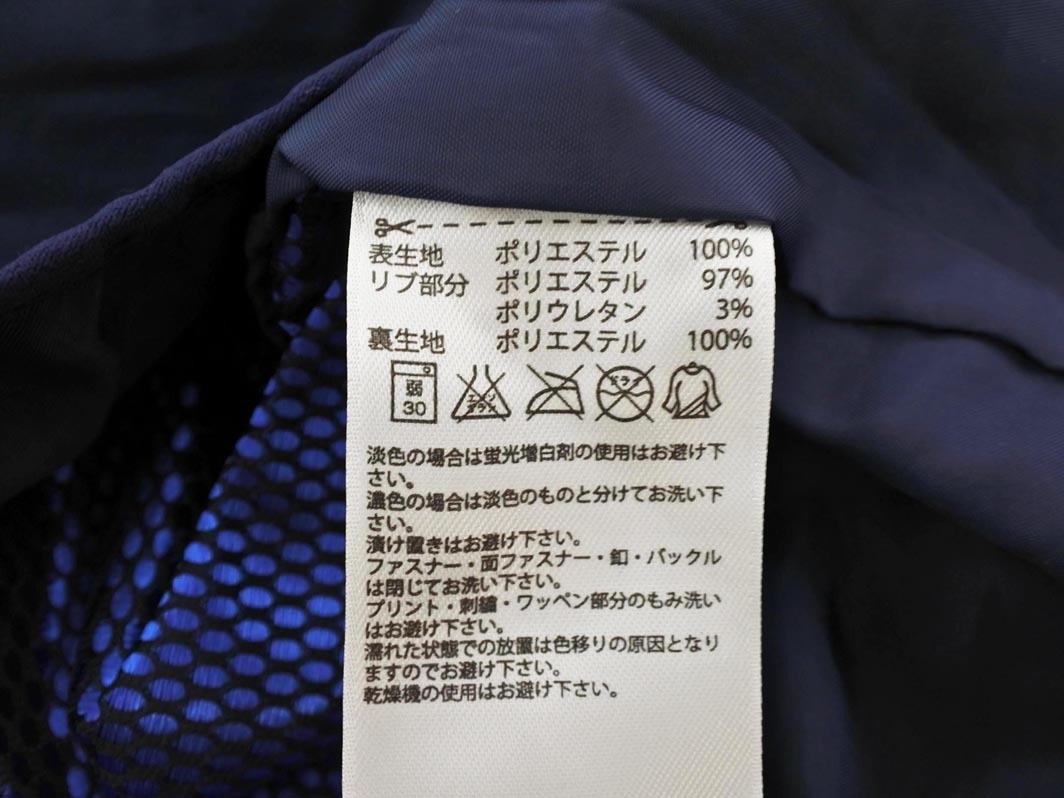 表生地 ポリエステル 100%
リブ部分 ポリエステル 97%
ポリウレタン 3%
裏生地 ポリエステル 100%
弱 30 エンソ サラシ ドライ
淡色の場合は蛍光増白剤の使用はお避け下
さい。
濃色の場合は淡色のものと分けてお洗い下
さい。
漬け置きはお避け下さい。
ファスナー・面ファスナー・釦・バックル
は閉じてお洗い下さい。
プリント・刺繍・ワッペン部分のもみ洗い
はお避け下さい。
濡れた状態での放置は色移りの原因となり
ますのでお避け下さい。
乾燥機の使用はお避け下さい。